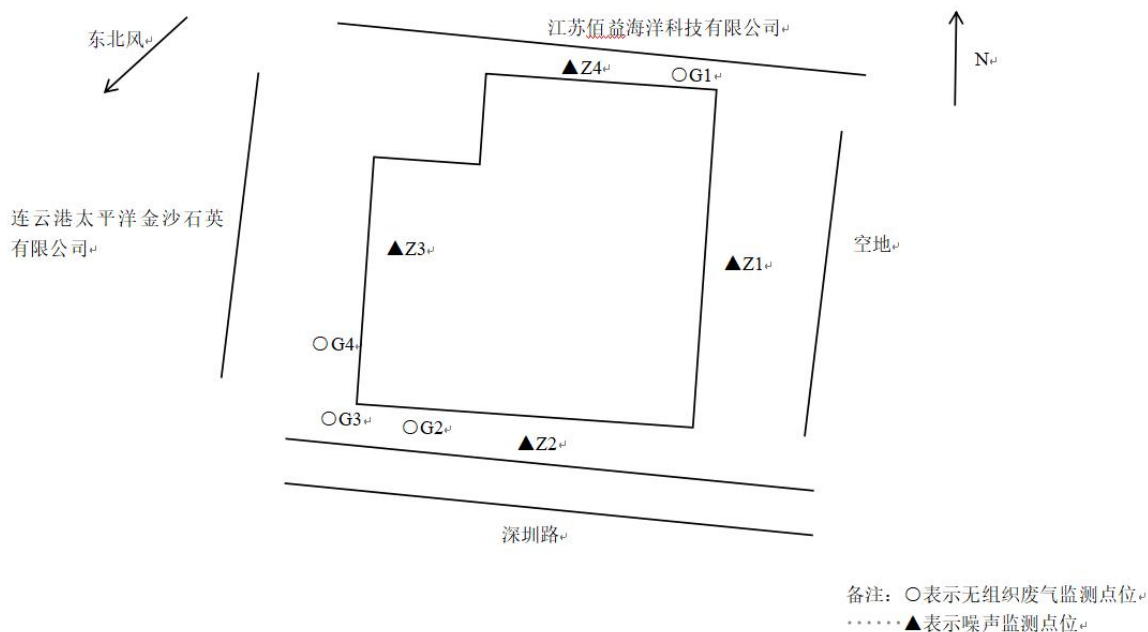 江苏佰益海洋科技有限公司
东北风
N
▲Z4
○G1
连云港太平洋金沙石英
有限公司
▲Z3
▲Z1
空地
○G4
○G3
○G2
▲Z2
深圳路
备注：○表示无组织废气监测点位
▲表示噪声监测点位